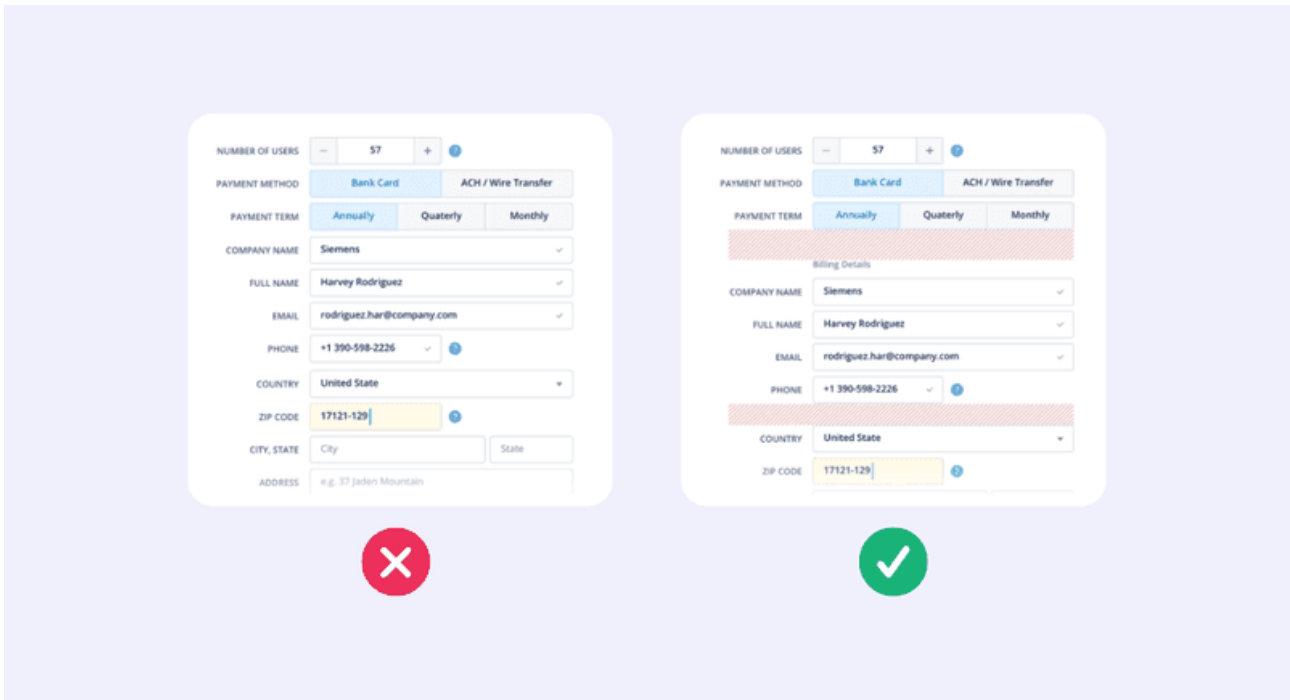 NUMBER OF USERS − 57 + ?
PAYMENT METHOD Bank Card ACH / Wire Transfer
PAYMENT TERM Annually Quaterly Monthly
COMPANY NAME Siemens
FULL NAME Harvey Rodriguez
EMAIL rodriguez.har@company.com
PHONE +1 390-598-2226 ?
COUNTRY United State
ZIP CODE 17121-129 ?
CITY, STATE City State
ADDRESS e.g. 37 Jaden Mountain
NUMBER OF USERS − 57 + ?
PAYMENT METHOD Bank Card ACH / Wire Transfer
PAYMENT TERM Annually Quaterly Monthly
Billing Details
COMPANY NAME Siemens
FULL NAME Harvey Rodriguez
EMAIL rodriguez.har@company.com
PHONE +1 390-598-2226 ?
COUNTRY United State
ZIP CODE 17121-129 ?